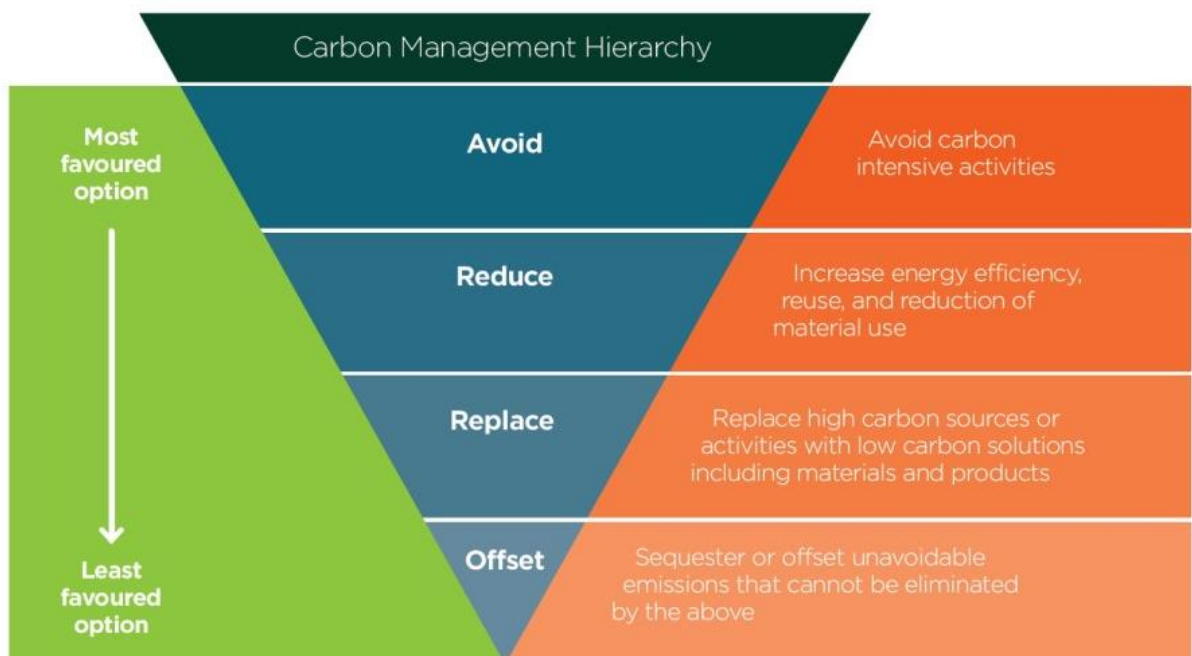 Carbon Management Hierarchy
Most
favoured
option
Avoid
Avoid carbon
intensive activities
Reduce
Increase energy efficiency,
reuse, and reduction of
material use
Replace
Replace high carbon sources or
activities with low carbon solutions
including materials and products
Least
favoured
option
Offset
Sequester or offset unavoidable
emissions that cannot be eliminated
by the above